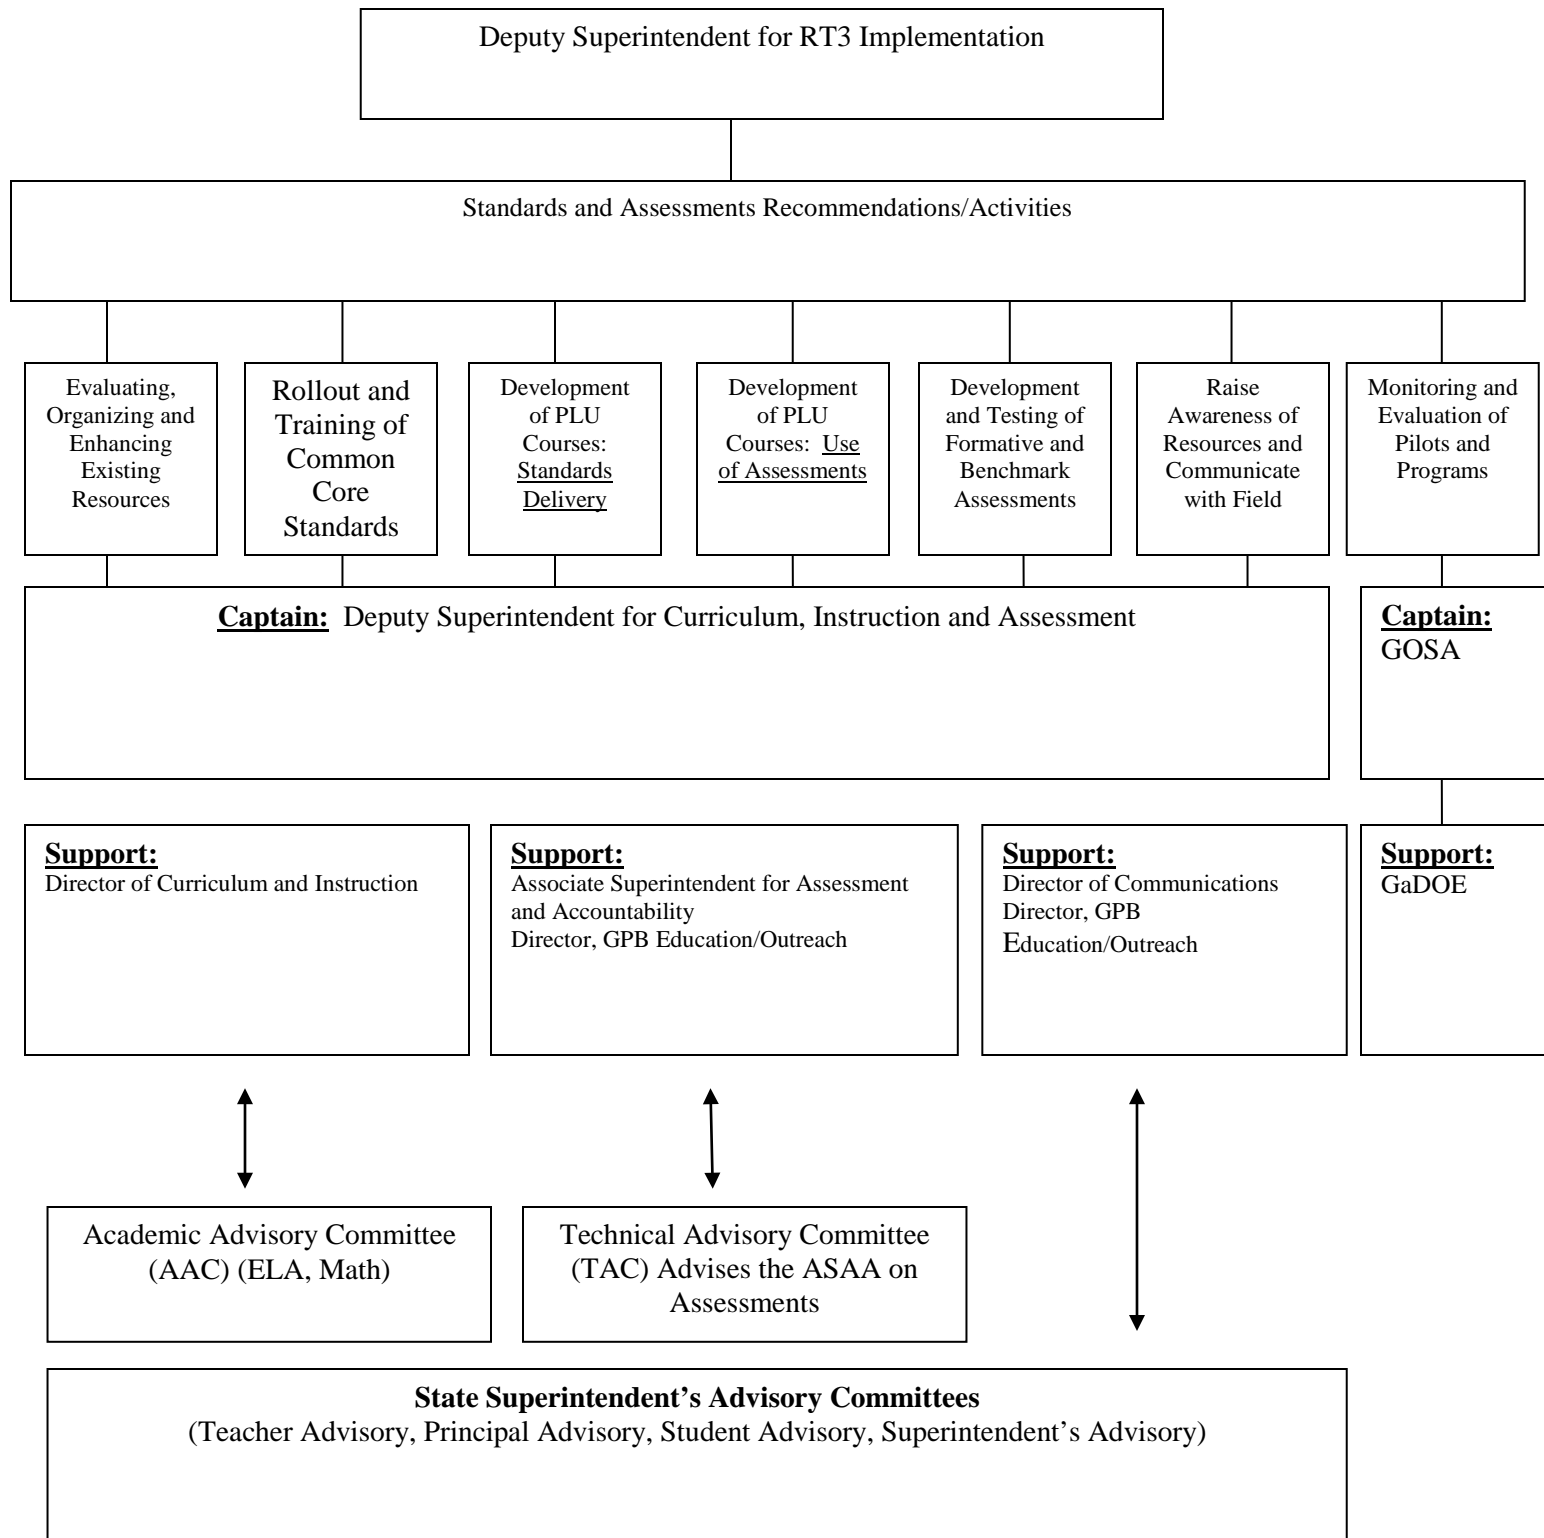 Deputy Superintendent for RT3 Implementation
Standards and Assessments Recommendations/Activities
Evaluating,
Organizing and
Enhancing
Existing
Resources
Rollout and
Training of
Common
Core
Standards
Development
of PLU
Courses:
Standards
Delivery
Development
of PLU
Courses: Use
of Assessments
Development
and Testing of
Formative and
Benchmark
Assessments
Raise
Awareness of
Resources and
Communicate
with Field
Monitoring and
Evaluation of
Pilots and
Programs
Captain: Deputy Superintendent for Curriculum, Instruction and Assessment
Captain:
GOSA
Support:
Director of Curriculum and Instruction
Support:
Associate Superintendent for Assessment
and Accountability
Director, GPB Education/Outreach
Support:
Director of Communications
Director, GPB
Education/Outreach
Support:
GaDOE
Academic Advisory Committee
(AAC) (ELA, Math)
Technical Advisory Committee
(TAC) Advises the ASAA on
Assessments
State Superintendent’s Advisory Committees
(Teacher Advisory, Principal Advisory, Student Advisory, Superintendent’s Advisory)